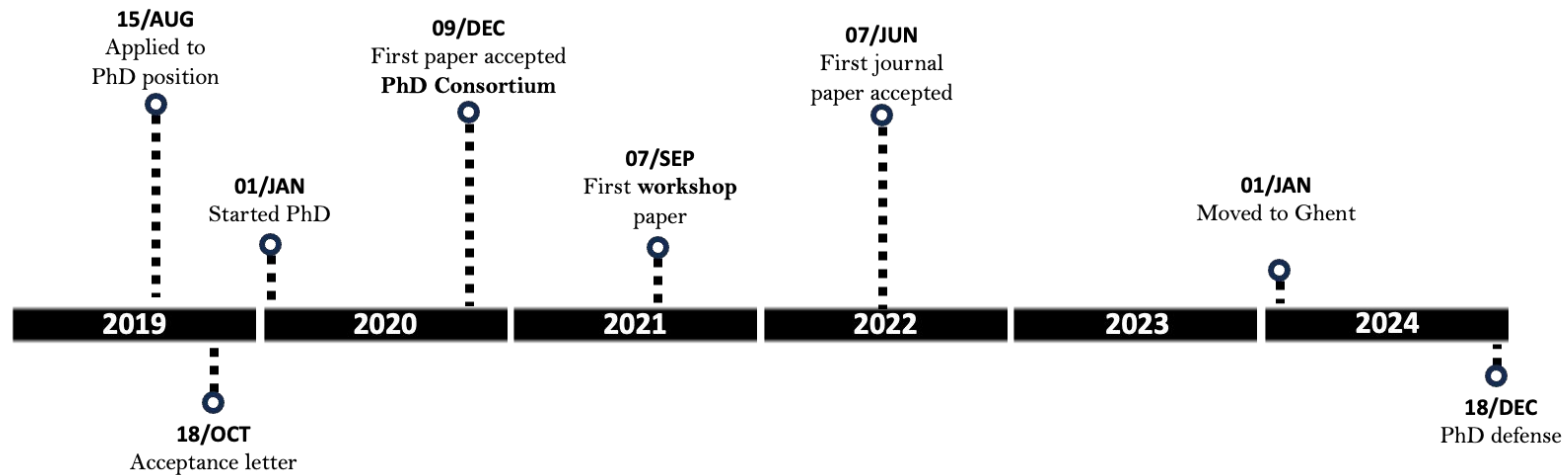 15/AUG
Applied to
PhD position
09/DEC
First paper accepted
PhD Consortium
07/JUN
First journal
paper accepted
01/JAN
Started PhD
07/SEP
First workshop
paper
01/JAN
Moved to Ghent
2019
2020
2021
2022
2023
2024
18/OCT
Acceptance letter
18/DEC
PhD defense